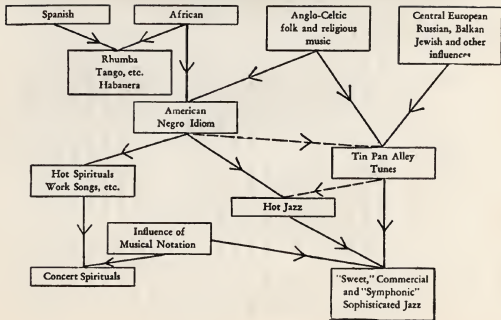 Spanish
African
Anglo-Celtic
folk and religious
music
Central European
Russian, Balkan
Jewish and other
influences
Rhumba
Tango, etc.
Habanera
American
Negro Idiom
Tin Pan Alley
Tunes
Hot Spirituals
Work Songs, etc.
Hot Jazz
Influence of
Musical Notation
Concert Spirituals
"Sweet," Commercial
and "Symphonic"
Sophisticated Jazz